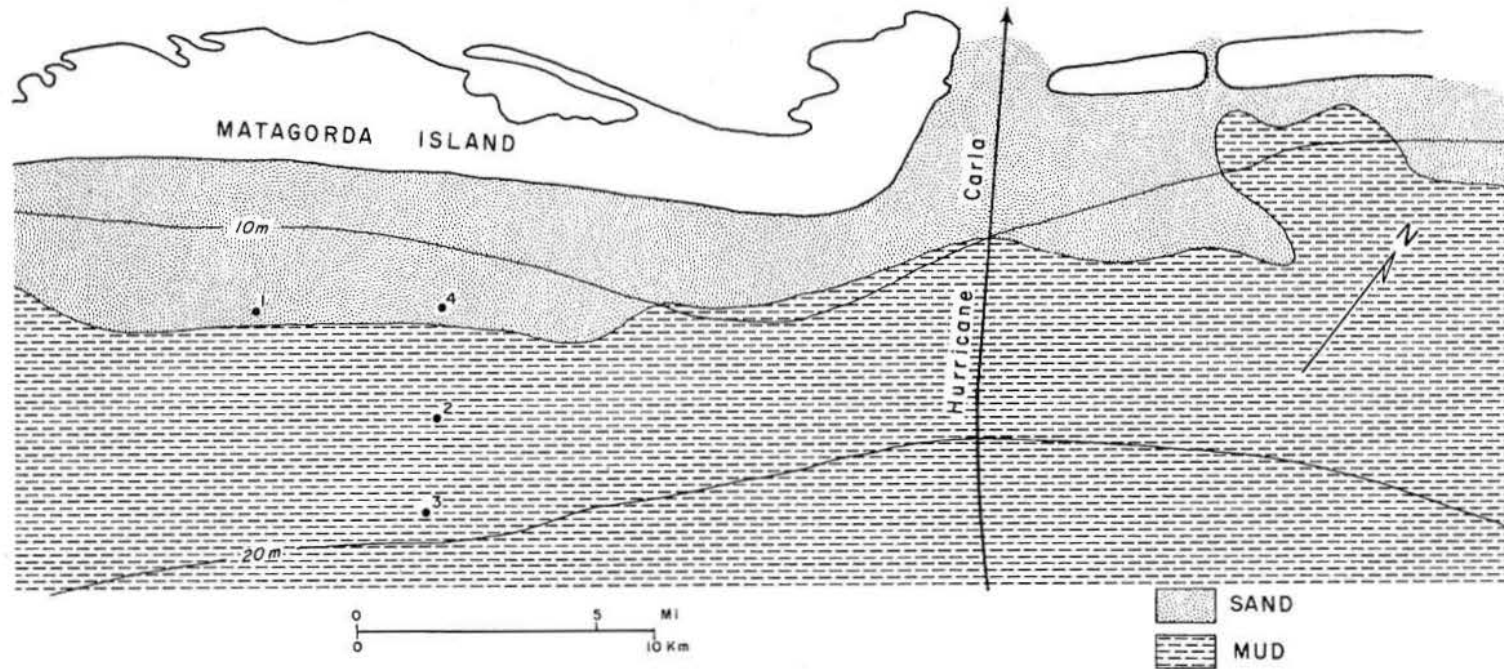 MATAGORDA ISLAND
Hurricane Carla
10m
N
1
4
2
3
20m
0 5 MI
0 10 Km
SAND
MUD